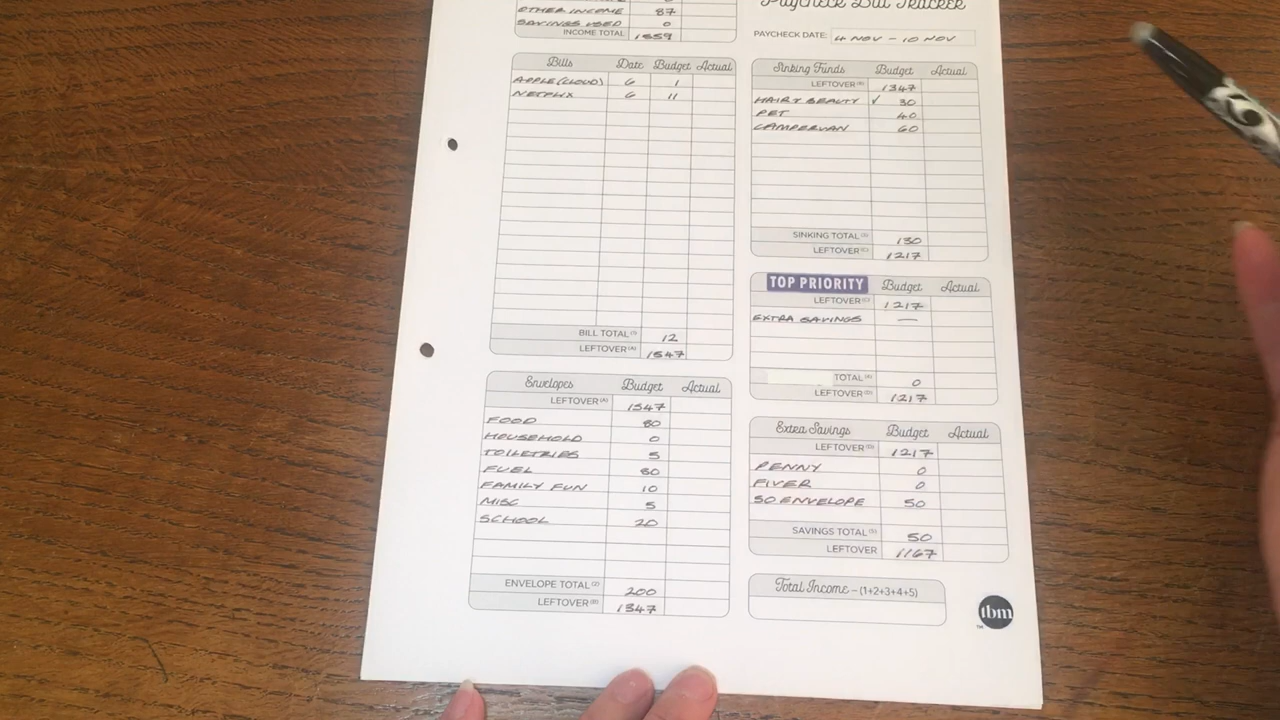 OTHER INCOME 87
SAVINGS USED 0
INCOME TOTAL 1559
Bills Date Budget Actual
APPLE (CLOUD) 6 1
NETFLIX 6 11
BILL TOTAL (1) 12
LEFTOVER (A) 1547
Envelopes Budget Actual
LEFTOVER (A) 1547
FOOD 80
HOUSEHOLD 0
TOILETRIES 5
FUEL 80
FAMILY FUN 10
MISC 5
SCHOOL 20
ENVELOPE TOTAL (2) 200
LEFTOVER (B) 1347
Paycheck Bill Tracker
PAYCHECK DATE: 4 NOV - 10 NOV
Sinking Funds Budget Actual
LEFTOVER (B) 1347
HAIR/BEAUTY ✓ 30
PET 40
CAMPERVAN 60
SINKING TOTAL (3) 130
LEFTOVER (C) 1217
TOP PRIORITY Budget Actual
LEFTOVER (C) 1217
EXTRA SAVINGS —
TOTAL (4) 0
LEFTOVER (D) 1217
Extra Savings Budget Actual
LEFTOVER (D) 1217
PENNY 0
FIVER 0
50 ENVELOPE 50
SAVINGS TOTAL (5) 50
LEFTOVER 1167
Total Income - (1+2+3+4+5)
tbm
TM